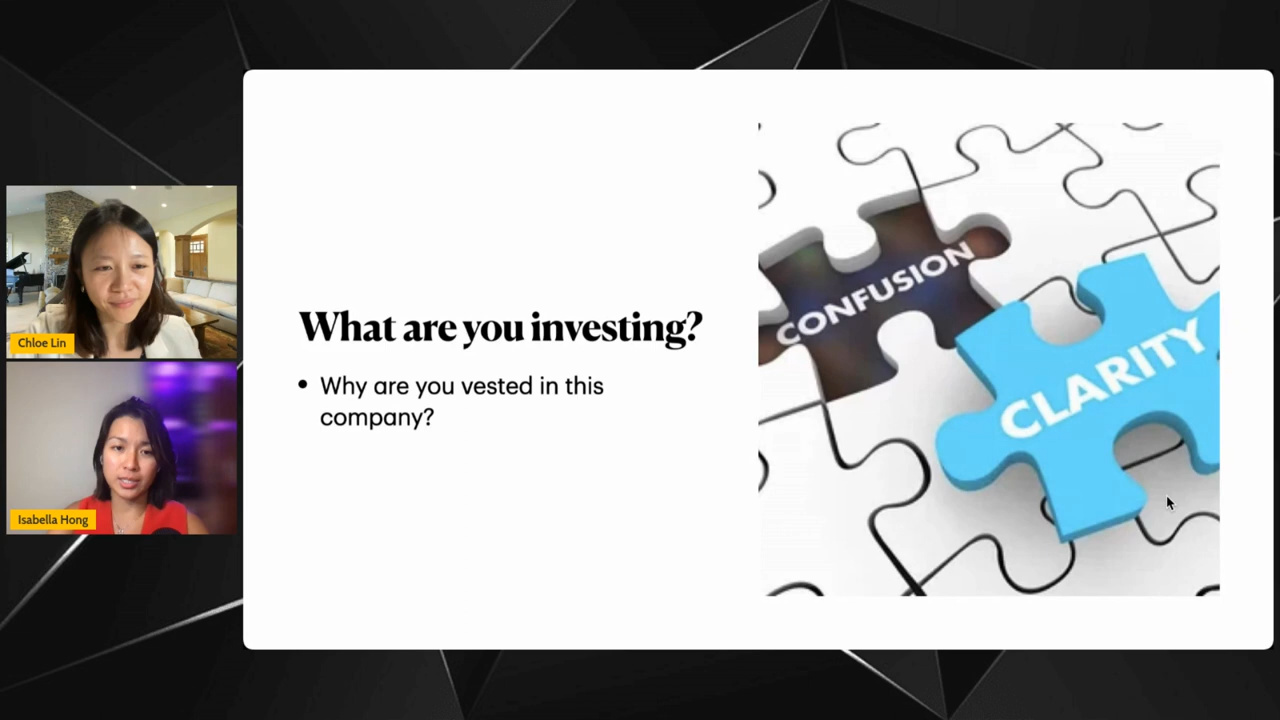 Chloe Lin
Isabella Hong
What are you investing?
• Why are you vested in this
company?
CONFUSION
CLARITY